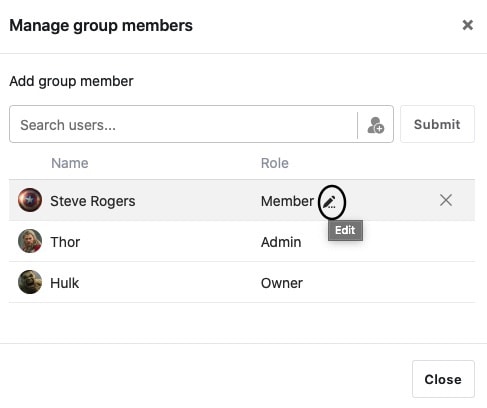 Manage group members
Add group member
Search users...
Submit
Name Role
Steve Rogers Member
Edit
Thor Admin
Hulk Owner
Close